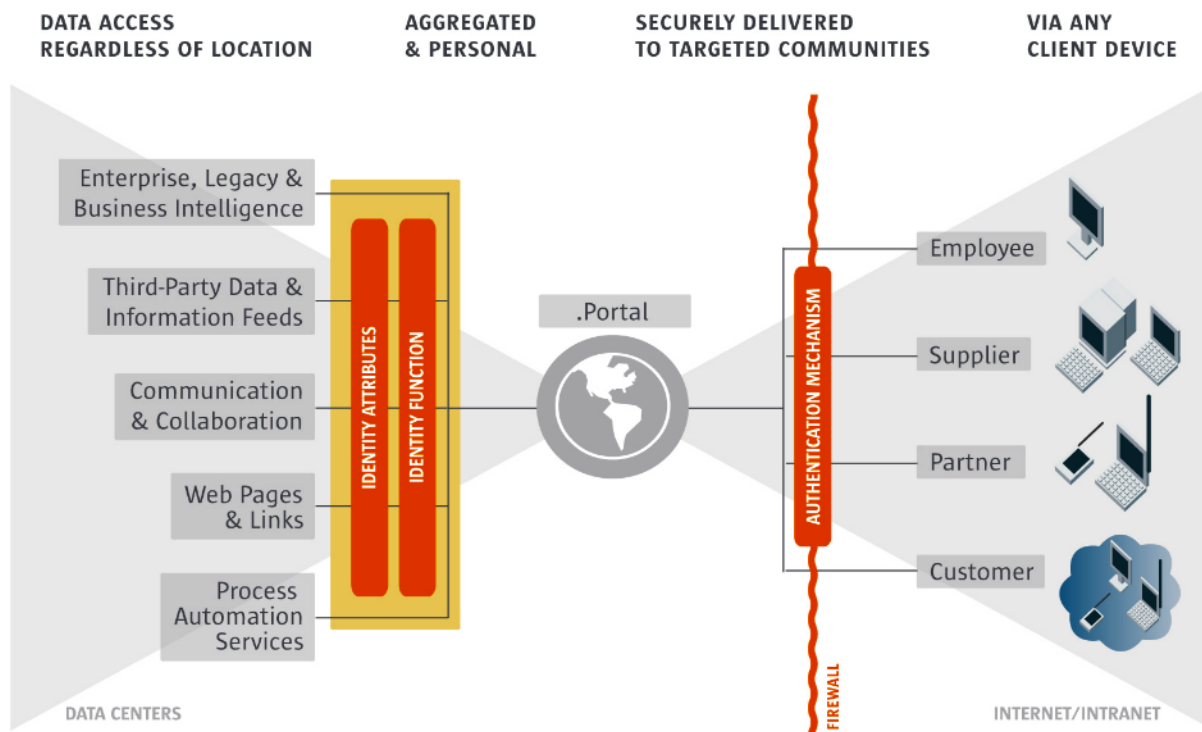 DATA ACCESS
REGARDLESS OF LOCATION
AGGREGATED
& PERSONAL
SECURELY DELIVERED
TO TARGETED COMMUNITIES
VIA ANY
CLIENT DEVICE
Enterprise, Legacy &
Business Intelligence
Third-Party Data &
Information Feeds
Communication
& Collaboration
Web Pages
& Links
Process
Automation
Services
IDENTITY ATTRIBUTES
IDENTITY FUNCTION
.Portal
AUTHENTICATION MECHANISM
FIREWALL
Employee
Supplier
Partner
Customer
DATA CENTERS
INTERNET/INTRANET